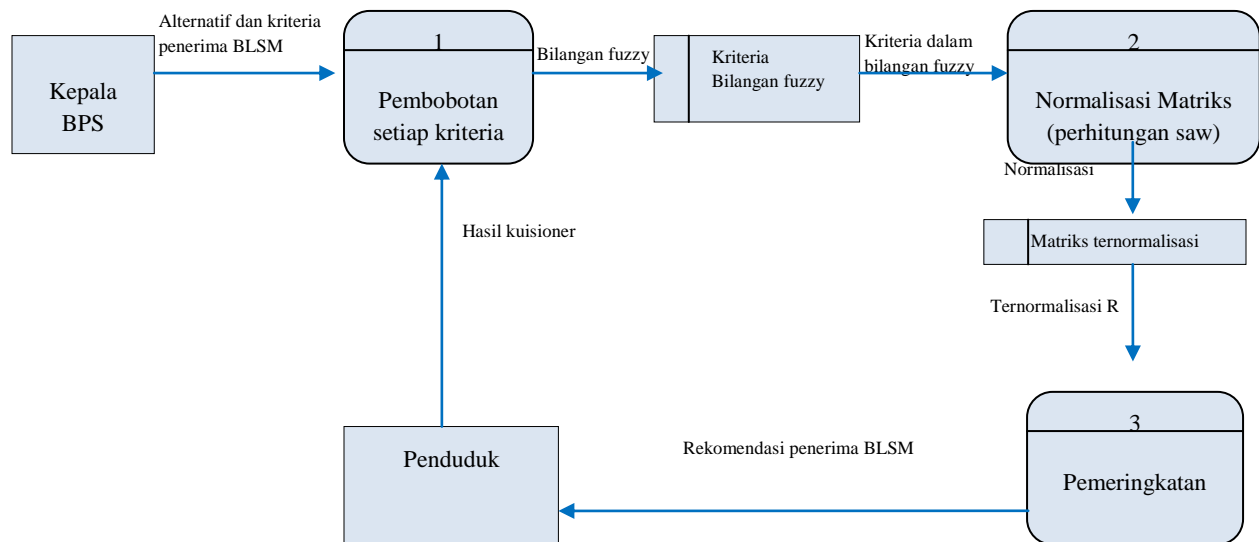 Alternatif dan kriteria
penerima BLSM
Kepala
BPS
1
Pembobotan
setiap kriteria
Bilangan fuzzy
Kriteria
Bilangan fuzzy
Kriteria dalam
bilangan fuzzy
2
Normalisasi Matriks
(perhitungan saw)
Normalisasi
Matriks ternormalisasi
Ternormalisasi R
Hasil kuisioner
3
Pemeringkatan
Rekomendasi penerima BLSM
Penduduk